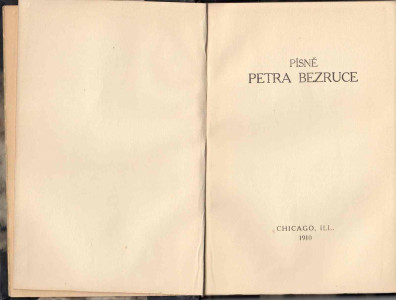 PÍSNĚ
PETRA BEZRUCE
CHICAGO, ILL.
1910